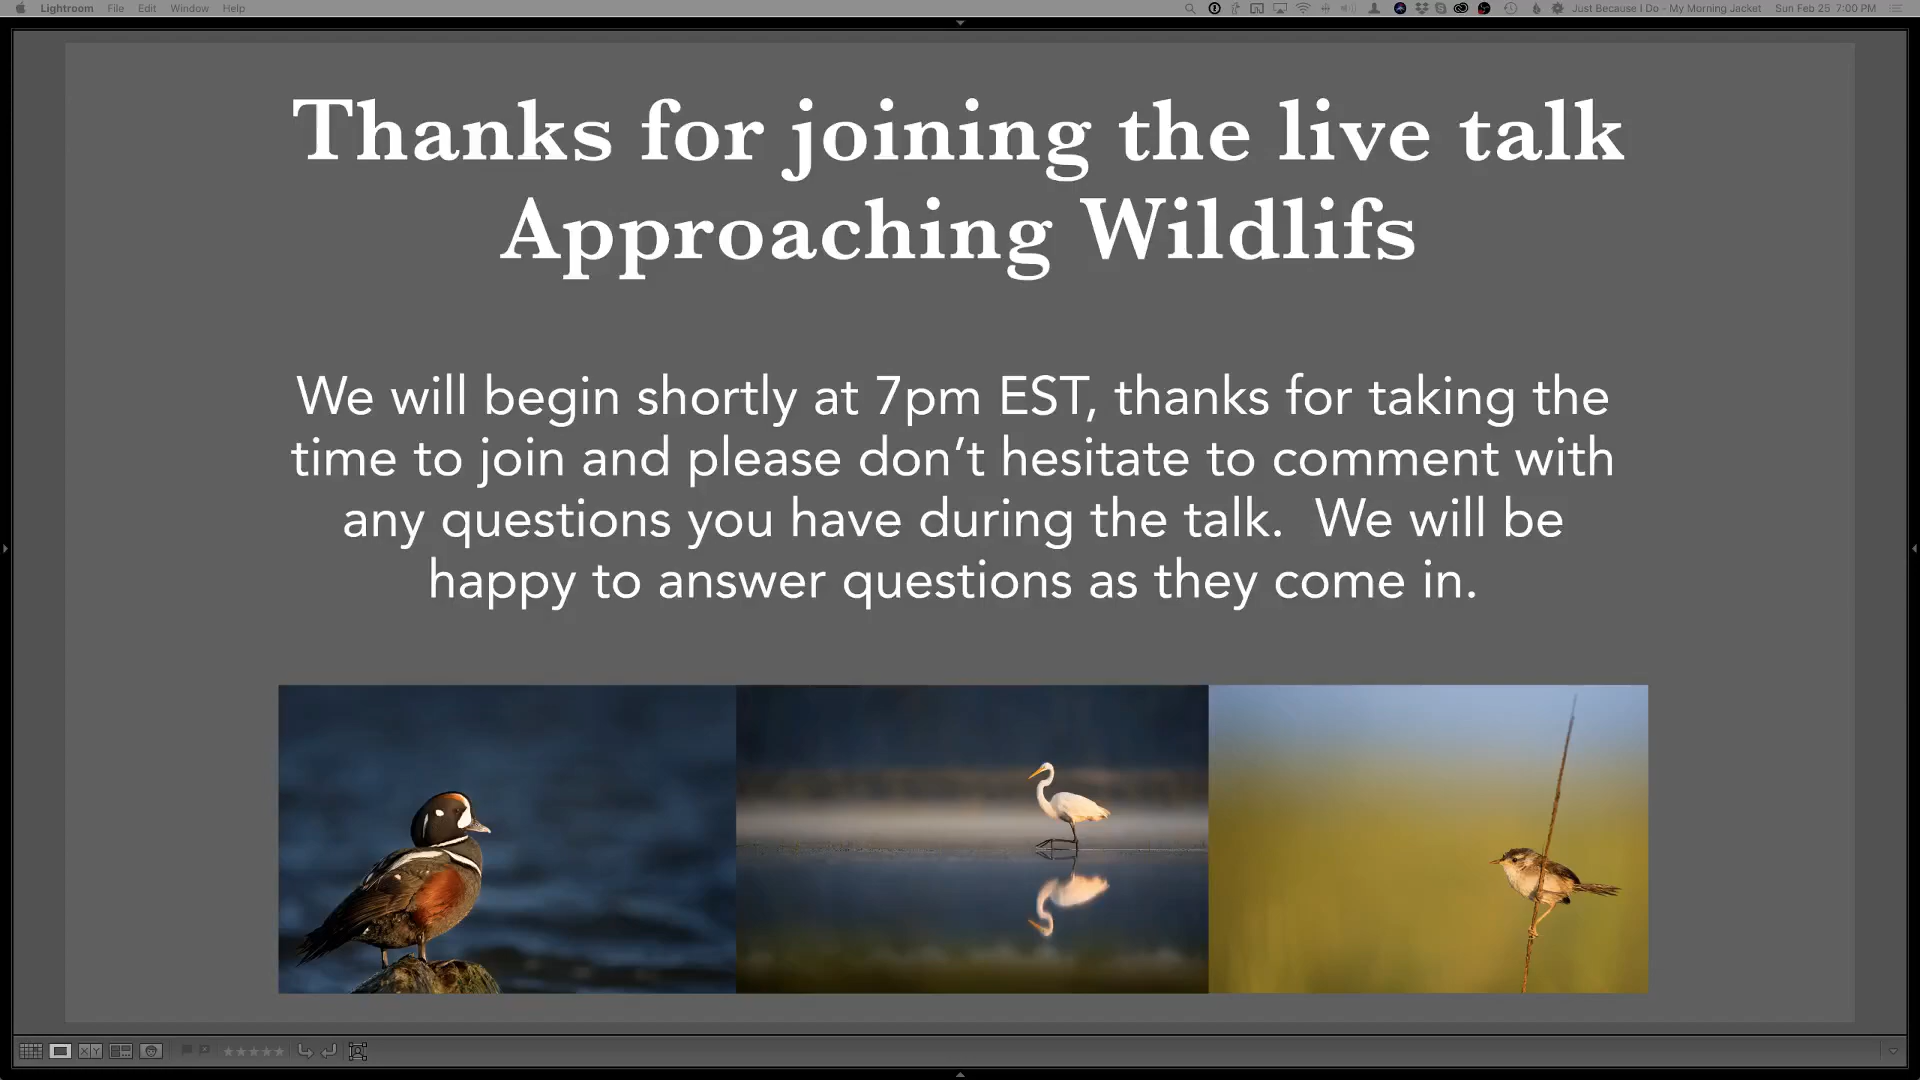 Lightroom File Edit Window Help Just Because I Do - My Morning Jacket Sun Feb 25 7:00 PM
Thanks for joining the live talk
Approaching Wildlifs
We will begin shortly at 7pm EST, thanks for taking the
time to join and please don’t hesitate to comment with
any questions you have during the talk.  We will be
happy to answer questions as they come in.
XY